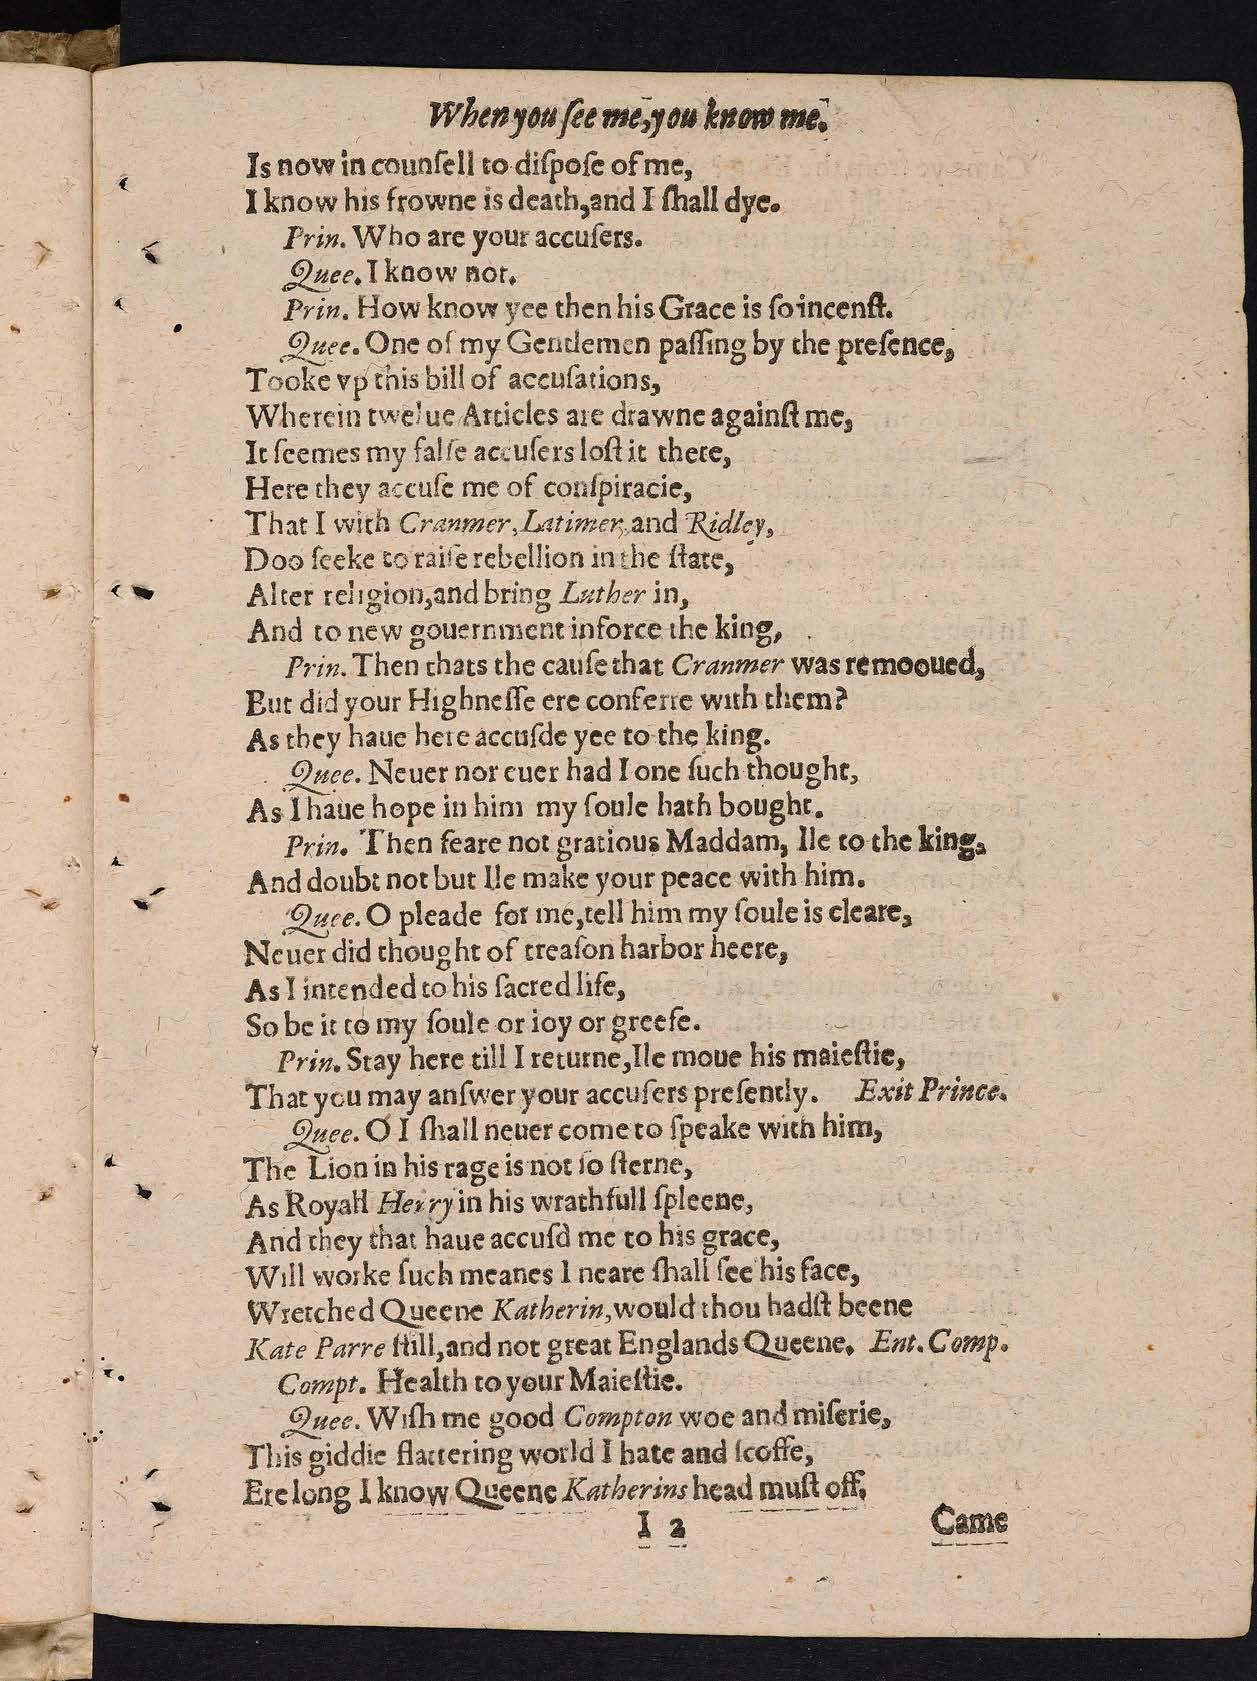 When you ſee me, you know me.
Is now in counſell to diſpoſe of me,
I know his frowne is death, and I ſhall dye.
Prin. Who are your accuſers.
Quee. I know not.
Prin. How know yee then his Grace is ſo incenſt.
Quee. One of my Gentlemen paſſing by the preſence,
Tooke vp this bill of accuſations,
Wherein twelue Articles are drawne againſt me,
It ſeemes my falſe accuſers loſt it there,
Here they accuſe me of conſpiracie,
That I with Cranmer, Latimer, and Ridley,
Doo ſeeke to raiſe rebellion in the ſtate,
Alter religion, and bring Luther in,
And to new gouernment inforce the king,
Prin. Then thats the cauſe that Cranmer was remooued,
But did your Highneſſe ere conferre with them?
As they haue here accuſde yee to the king.
Quee. Neuer nor euer had I one ſuch thought,
As I haue hope in him my ſoule hath bought.
Prin. Then feare not gratious Maddam, Ile to the king.
And doubt not but Ile make your peace with him.
Quee. O pleade for me, tell him my ſoule is cleare,
Neuer did thought of treaſon harbor heere,
As I intended to his ſacred life,
So be it to my ſoule or ioy or greefe.
Prin. Stay here till I returne, Ile moue his maieſtie,
That you may anſwer your accuſers preſently. Exit Prince.
Quee. O I ſhall neuer come to ſpeake with him,
The Lion in his rage is not ſo ſterne,
As Royall Herry in his wrathfull ſpleene,
And they that haue accuſd me to his grace,
Will worke ſuch meanes I neare ſhall ſee his face,
Wretched Queene Katherin, would thou hadſt beene
Kate Parre ſtill, and not great Englands Queene. Ent. Comp.
Compt. Health to your Maieſtie.
Quee. Wiſh me good Compton woe and miſerie,
This giddie flattering world I hate and ſcoffe,
Ere long I know Queene Katherins head muſt off,
I 2 Came